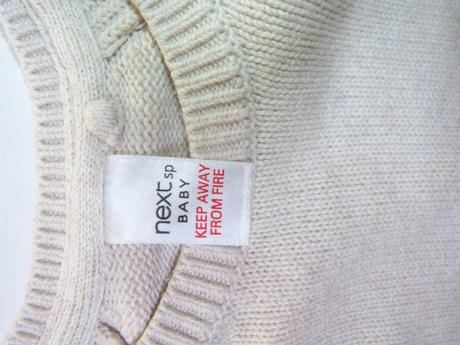 next sp
BABY
KEEP AWAY
FROM FIRE